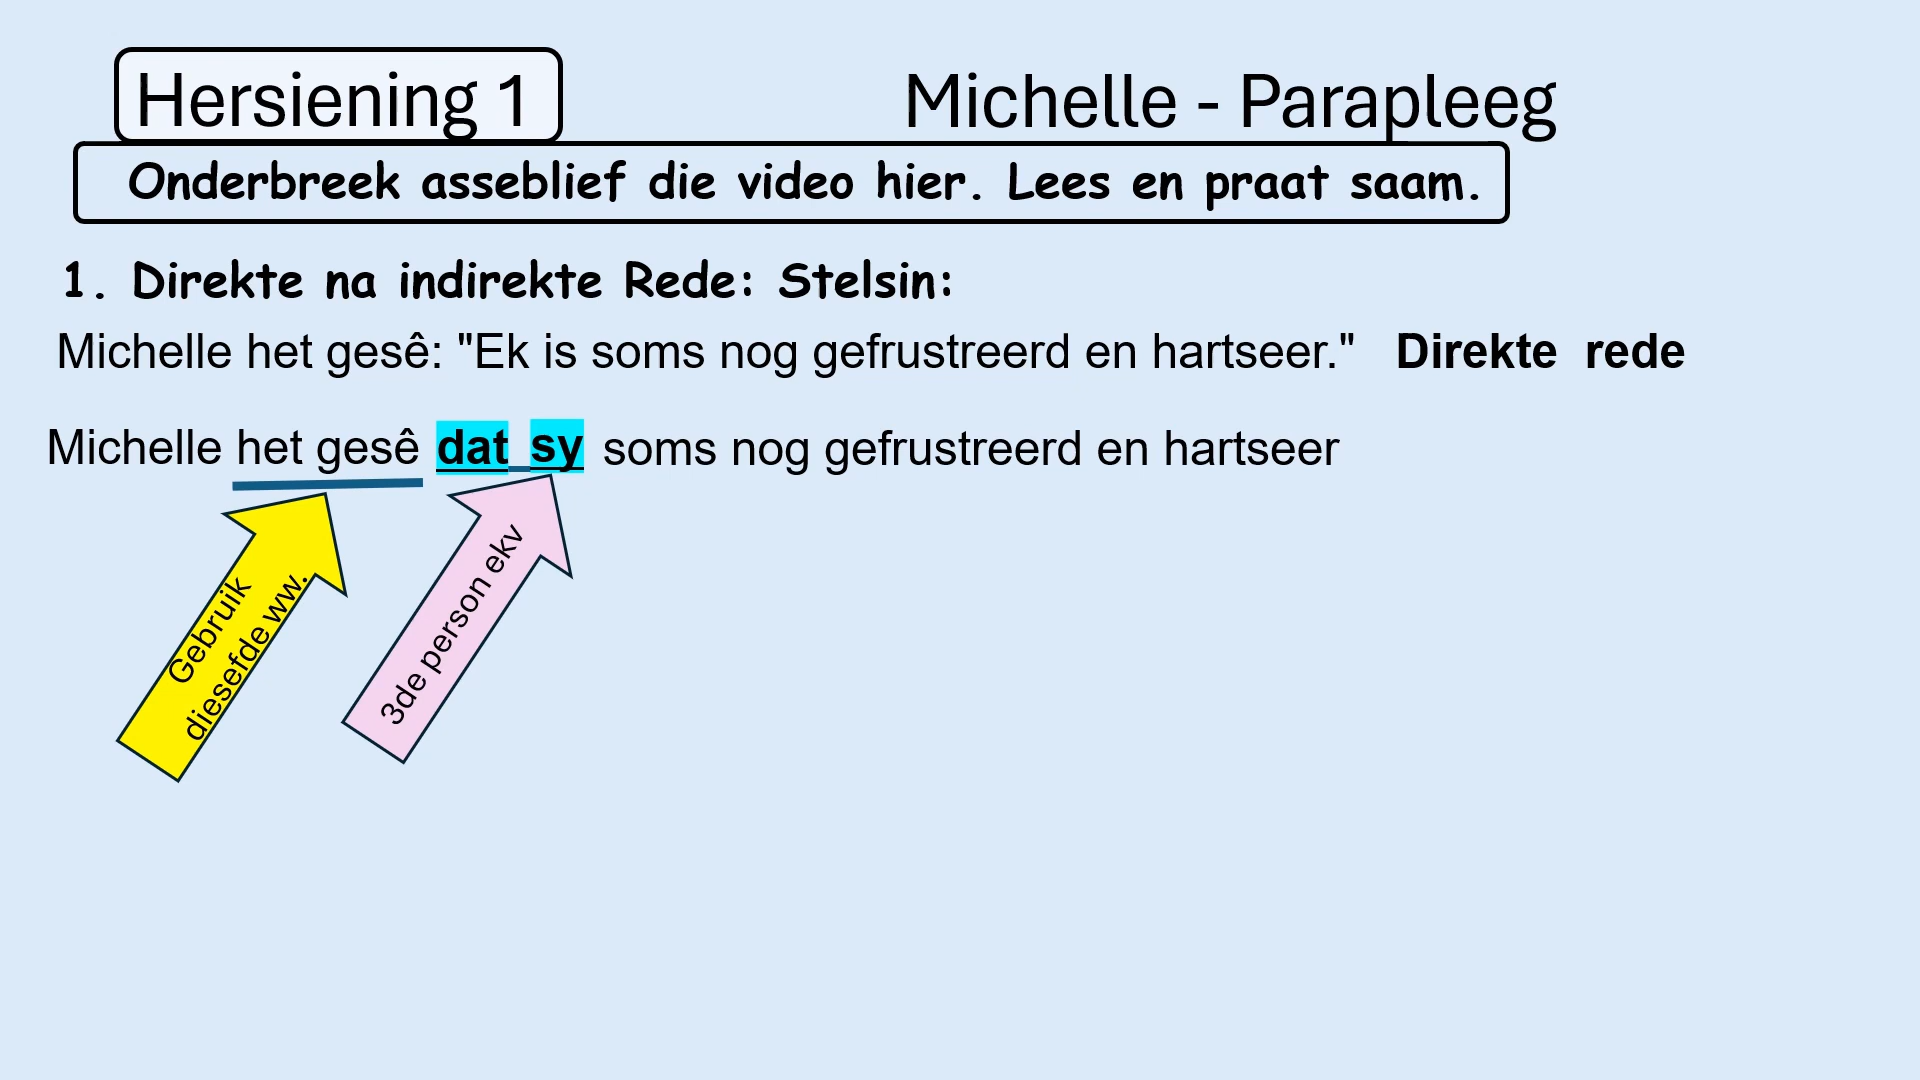 Hersiening 1
Michelle - Parapleeg
Onderbreek asseblief die video hier. Lees en praat saam.
1. Direkte na indirekte Rede: Stelsin:
Michelle het gesê: "Ek is soms nog gefrustreerd en hartseer." Direkte rede
Michelle het gesê dat sy soms nog gefrustreerd en hartseer
Gebruik
diesefde ww.
3de person ekv